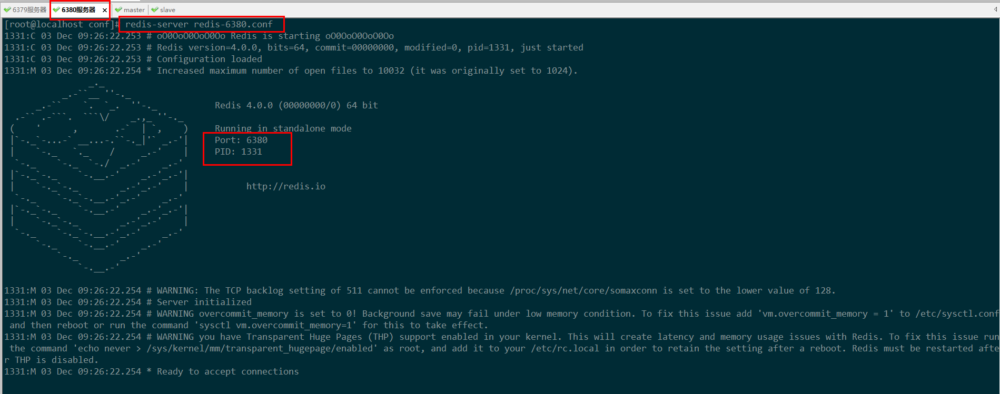 6379服务器 6380服务器 × master slave
[root@localhost conf]# redis-server redis-6380.conf
1331:C 03 Dec 09:26:22.253 # oO0OoO0OoO0Oo Redis is starting oO0OoO0OoO0Oo
1331:C 03 Dec 09:26:22.253 # Redis version=4.0.0, bits=64, commit=00000000, modified=0, pid=1331, just started
1331:C 03 Dec 09:26:22.253 # Configuration loaded
1331:M 03 Dec 09:26:22.254 * Increased maximum number of open files to 10032 (it was originally set to 1024).
Redis 4.0.0 (00000000/0) 64 bit
Running in standalone mode
Port: 6380
PID: 1331
http://redis.io
1331:M 03 Dec 09:26:22.254 # WARNING: The TCP backlog setting of 511 cannot be enforced because /proc/sys/net/core/somaxconn is set to the lower value of 128.
1331:M 03 Dec 09:26:22.254 # Server initialized
1331:M 03 Dec 09:26:22.254 # WARNING overcommit_memory is set to 0! Background save may fail under low memory condition. To fix this issue add 'vm.overcommit_memory = 1' to /etc/sysctl.conf
and then reboot or run the command 'sysctl vm.overcommit_memory=1' for this to take effect.
1331:M 03 Dec 09:26:22.254 # WARNING you have Transparent Huge Pages (THP) support enabled in your kernel. This will create latency and memory usage issues with Redis. To fix this issue run
the command 'echo never > /sys/kernel/mm/transparent_hugepage/enabled' as root, and add it to your /etc/rc.local in order to retain the setting after a reboot. Redis must be restarted afte
r THP is disabled.
1331:M 03 Dec 09:26:22.254 * Ready to accept connections